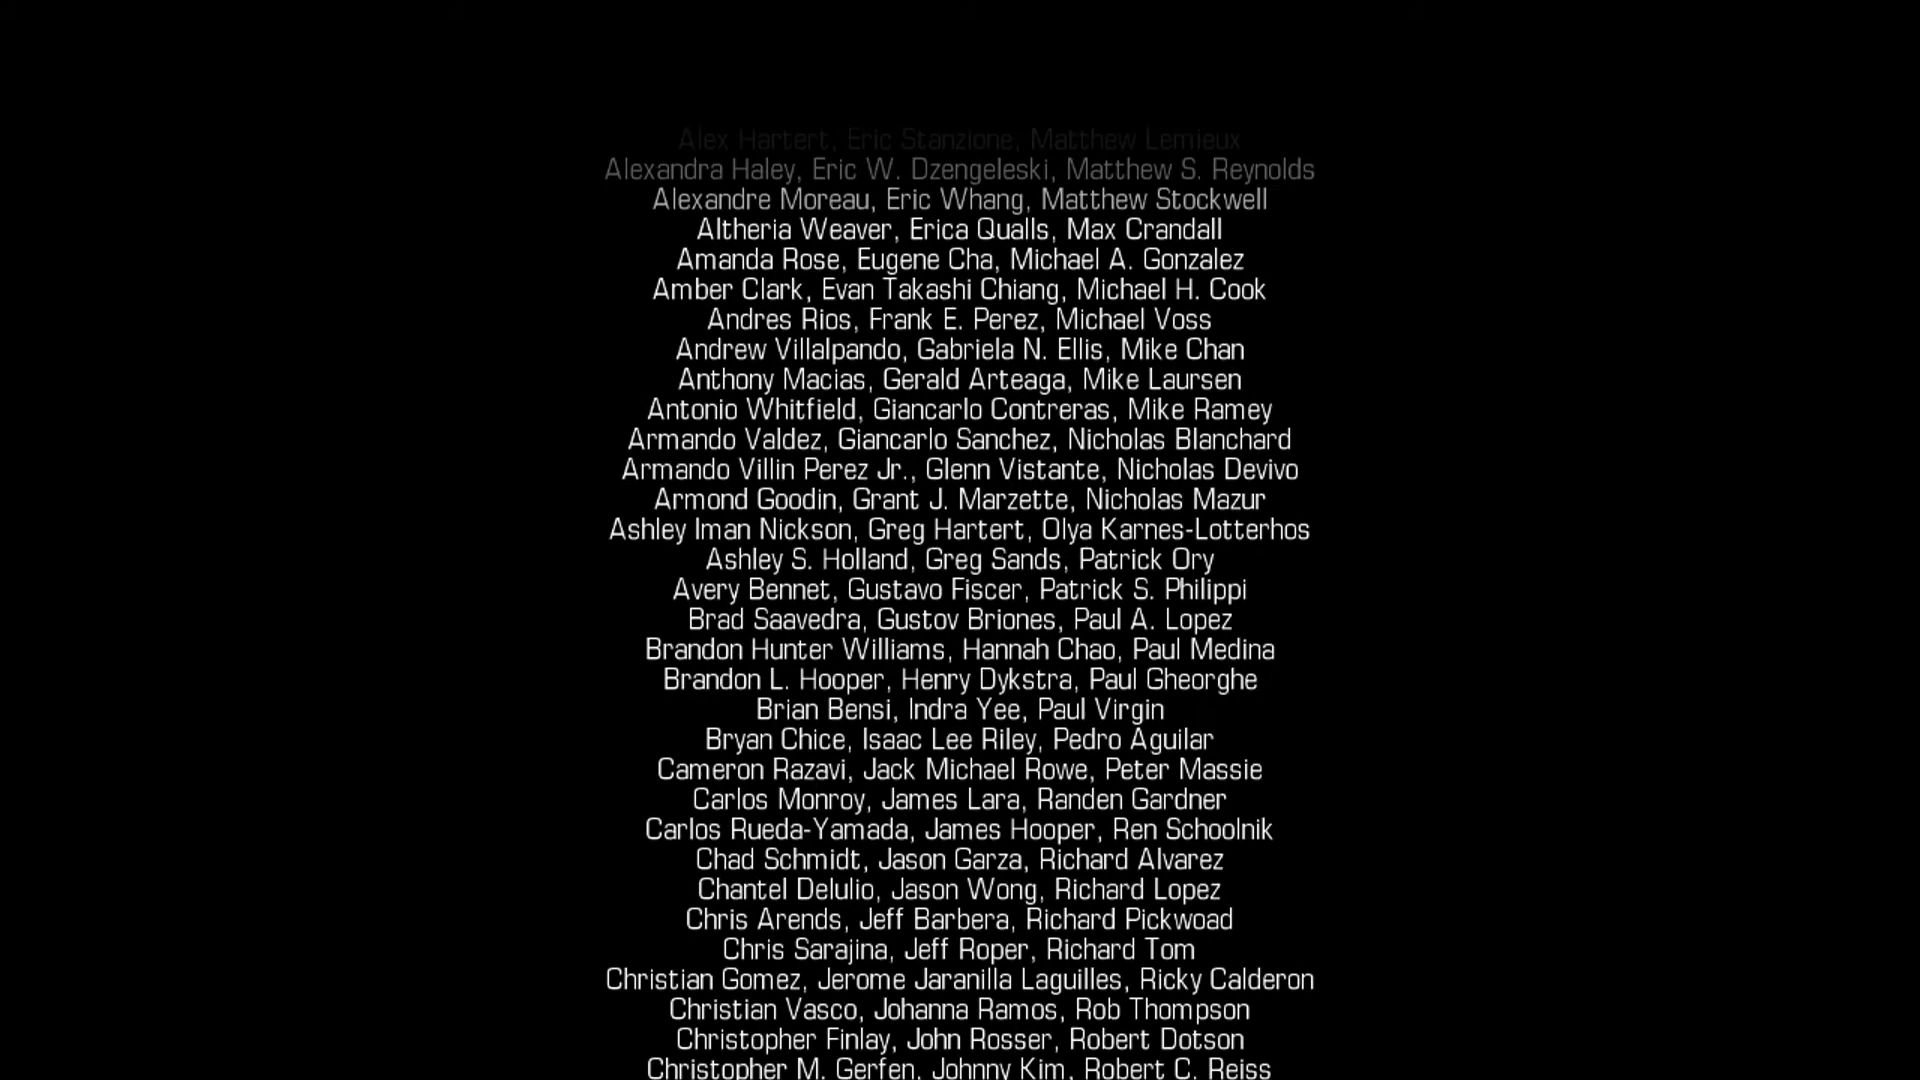 Alex Hartert, Eric Stanzione, Matthew Lemieux
Alexandra Haley, Eric W. Dzengeleski, Matthew S. Reynolds
Alexandre Moreau, Eric Whang, Matthew Stockwell
Altheria Weaver, Erica Qualls, Max Crandall
Amanda Rose, Eugene Cha, Michael A. Gonzalez
Amber Clark, Evan Takashi Chiang, Michael H. Cook
Andres Rios, Frank E. Perez, Michael Voss
Andrew Villalpando, Gabriela N. Ellis, Mike Chan
Anthony Macias, Gerald Arteaga, Mike Laursen
Antonio Whitfield, Giancarlo Contreras, Mike Ramey
Armando Valdez, Giancarlo Sanchez, Nicholas Blanchard
Armando Villin Perez Jr., Glenn Vistante, Nicholas Devivo
Armond Goodin, Grant J. Marzette, Nicholas Mazur
Ashley Iman Nickson, Greg Hartert, Olya Karnes-Lotterhos
Ashley S. Holland, Greg Sands, Patrick Ory
Avery Bennet, Gustavo Fiscer, Patrick S. Philippi
Brad Saavedra, Gustov Briones, Paul A. Lopez
Brandon Hunter Williams, Hannah Chao, Paul Medina
Brandon L. Hooper, Henry Dykstra, Paul Gheorghe
Brian Bensi, Indra Yee, Paul Virgin
Bryan Chice, Isaac Lee Riley, Pedro Aguilar
Cameron Razavi, Jack Michael Rowe, Peter Massie
Carlos Monroy, James Lara, Randen Gardner
Carlos Rueda-Yamada, James Hooper, Ren Schoolnik
Chad Schmidt, Jason Garza, Richard Alvarez
Chantel Delulio, Jason Wong, Richard Lopez
Chris Arends, Jeff Barbera, Richard Pickwoad
Chris Sarajina, Jeff Roper, Richard Tom
Christian Gomez, Jerome Jaranilla Laguilles, Ricky Calderon
Christian Vasco, Johanna Ramos, Rob Thompson
Christopher Finlay, John Rosser, Robert Dotson
Christopher M. Gerfen, Johnny Kim, Robert C. Reiss